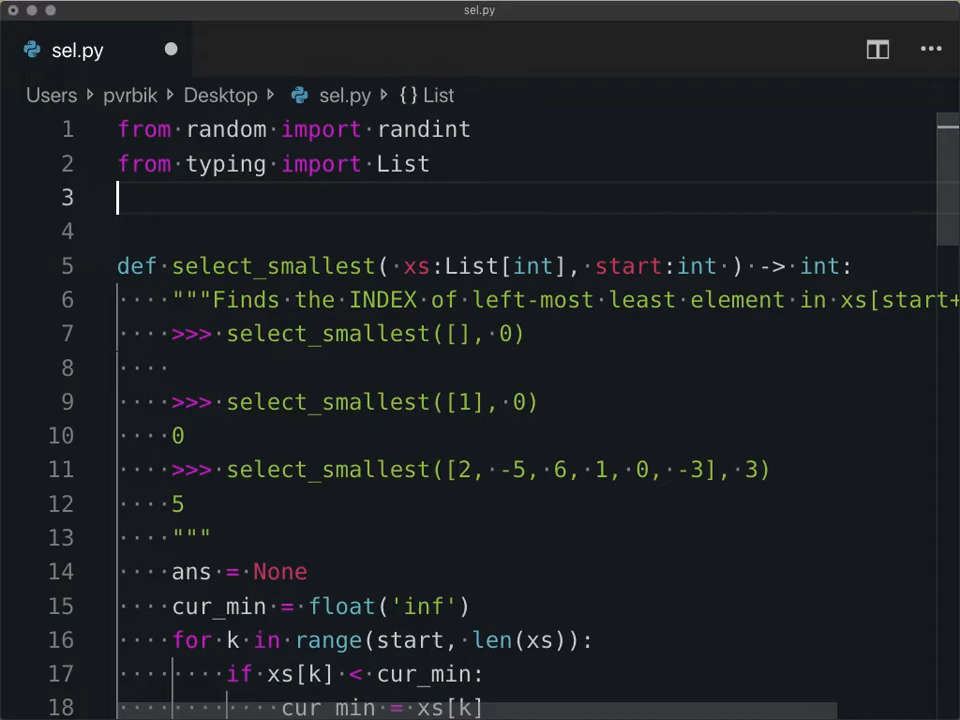 sel.py
sel.py
Users pvrbik Desktop sel.py {} List
1 from random import randint
2 from typing import List
3
4
5 def select_smallest( xs:List[int], start:int ) -> int:
6 """Finds the INDEX of left-most least element in xs[start+
7 >>> select_smallest([], 0)
8
9 >>> select_smallest([1], 0)
10 0
11 >>> select_smallest([2, -5, 6, 1, 0, -3], 3)
12 5
13 """
14 ans = None
15 cur_min = float('inf')
16 for k in range(start, len(xs)):
17 if xs[k] < cur_min:
18 cur_min = xs[k]